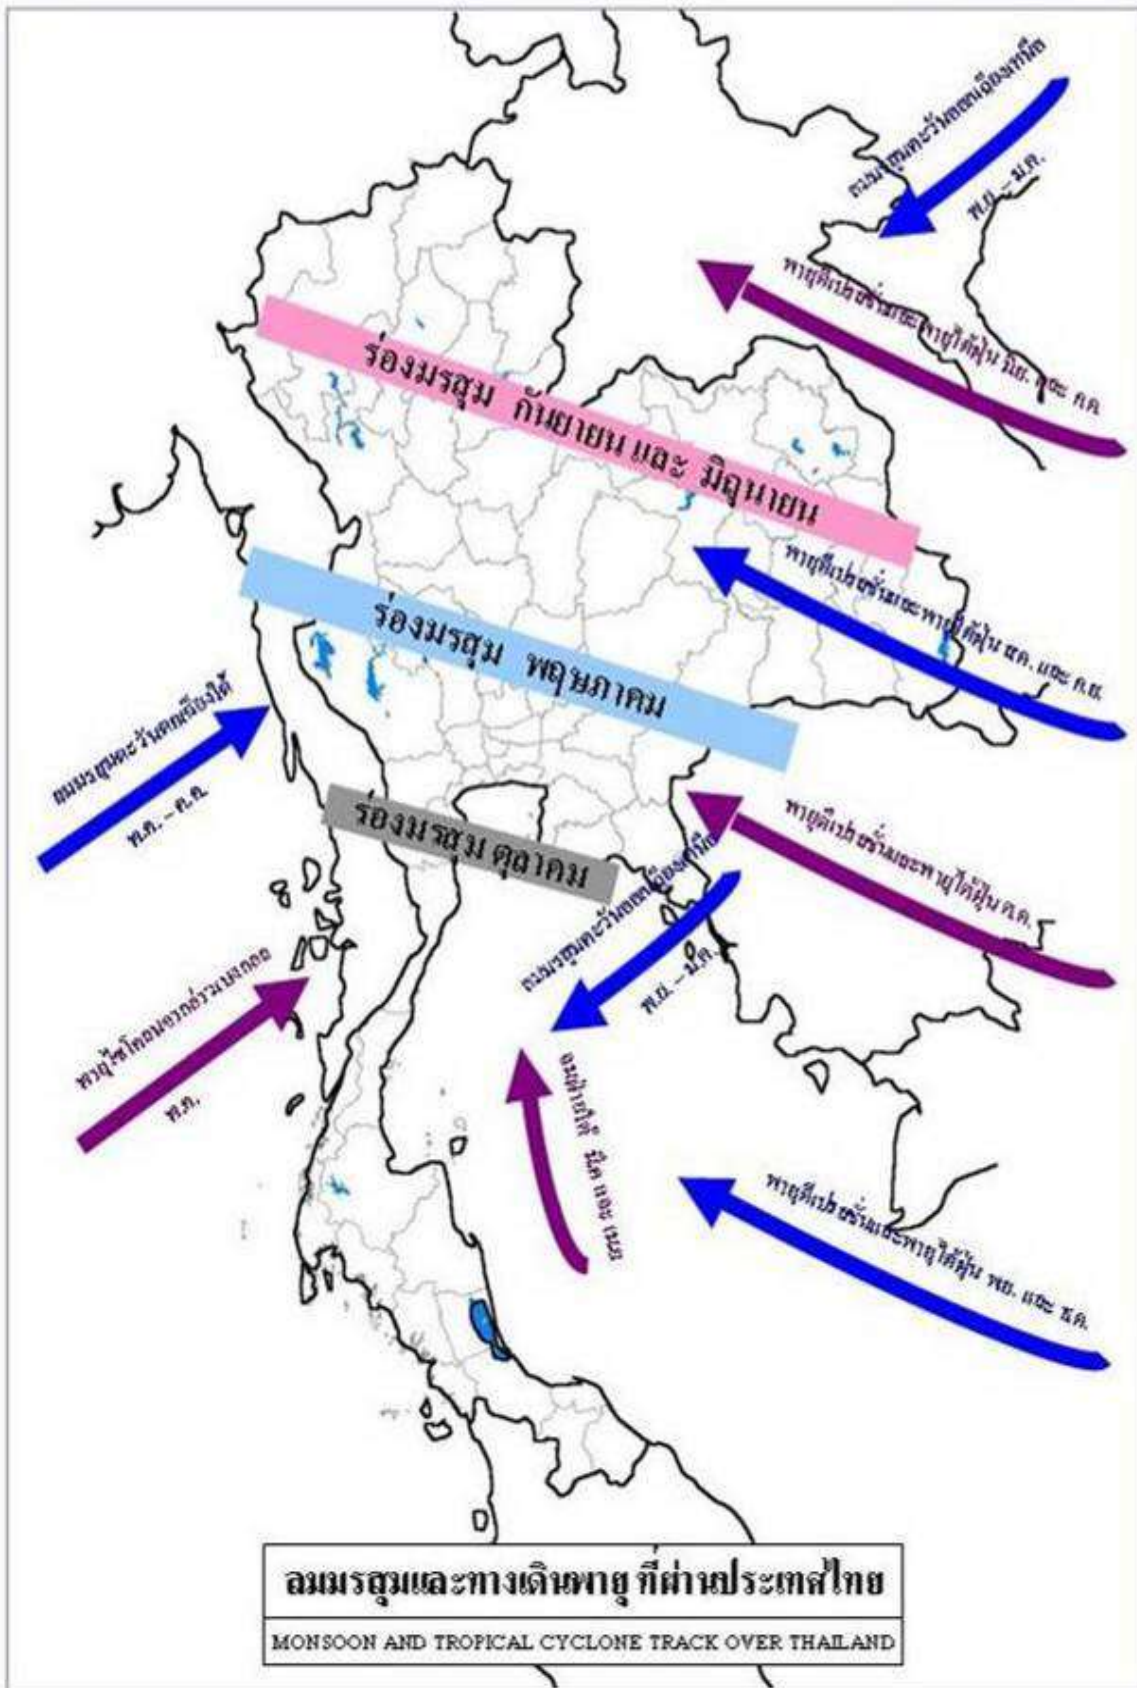 ลมมรสุมตะวันออกเฉียงเหนือ
พ.ย. – ม.ค.
พายุดีเปรสชั่นและพายุไต้ฝุ่น มิย. และ กค
ร่องมรสุม กันยายน และ มิถุนายน
พายุดีเปรสชั่นและพายุไต้ฝุ่น สค. และ ก.ย.
ร่องมรสุม พฤษภาคม
ลมมรสุมตะวันตกเฉียงใต้
พ.ค. – ต.ค.
ร่องมรสุม ตุลาคม
พายุดีเปรสชั่นและพายุไต้ฝุ่น ต.ค.
ลมมรสุมตะวันออกเฉียงเหนือ
พ.ย. – ม.ค.
พายุไซโคลนจากอ่าวเบงกอล
พ.ค.
ลมฝ่ายใต้ มีค และ เมย
พายุดีเปรสชั่นและพายุไต้ฝุ่น พย. และ ธค.
ลมมรสุมและทางเดินพายุ ที่ผ่านประเทศไทย
MONSOON AND TROPICAL CYCLONE TRACK OVER THAILAND